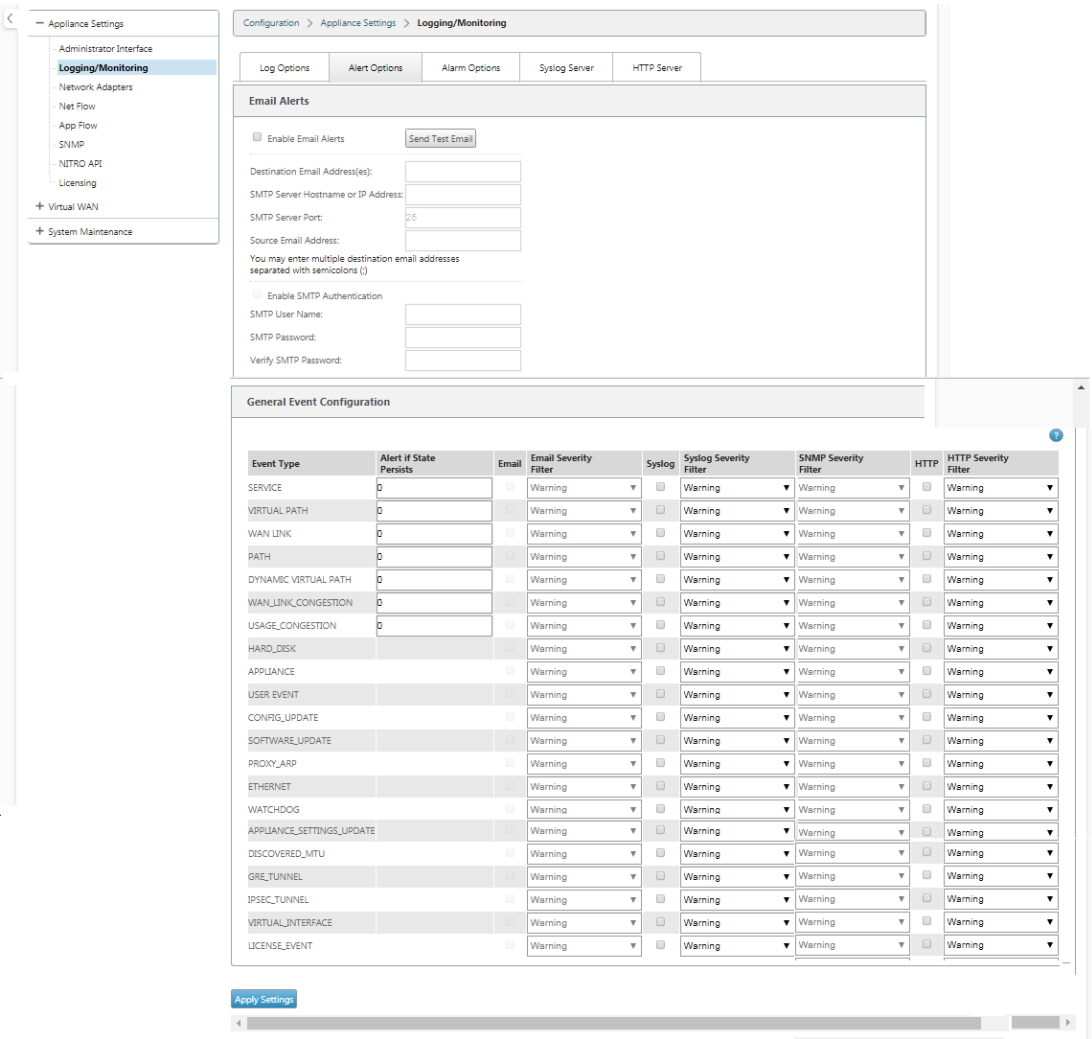 Appliance Settings
Administrator Interface
Logging/Monitoring
Network Adapters
Net Flow
App Flow
SNMP
NITRO API
Licensing
Virtual WAN
System Maintenance
Configuration > Appliance Settings > Logging/Monitoring
Log Options Alert Options Alarm Options Syslog Server HTTP Server
Email Alerts
Enable Email Alerts Send Test Email
Destination Email Address(es):
SMTP Server Hostname or IP Address:
SMTP Server Port: 25
Source Email Address:
You may enter multiple destination email addresses
separated with semicolons (;)
Enable SMTP Authentication
SMTP User Name:
SMTP Password:
Verify SMTP Password:
General Event Configuration
?
Event Type Alert if State Persists Email Email Severity Filter Syslog Syslog Severity Filter SNMP Severity Filter HTTP HTTP Severity Filter
SERVICE 0 Warning Warning Warning Warning
VIRTUAL PATH 0 Warning Warning Warning Warning
WAN LINK 0 Warning Warning Warning Warning
PATH 0 Warning Warning Warning Warning
DYNAMIC VIRTUAL PATH 0 Warning Warning Warning Warning
WAN_LINK_CONGESTION 0 Warning Warning Warning Warning
USAGE_CONGESTION 0 Warning Warning Warning Warning
HARD_DISK Warning Warning Warning Warning
APPLIANCE Warning Warning Warning Warning
USER EVENT Warning Warning Warning Warning
CONFIG_UPDATE Warning Warning Warning Warning
SOFTWARE_UPDATE Warning Warning Warning Warning
PROXY_ARP Warning Warning Warning Warning
ETHERNET Warning Warning Warning Warning
WATCHDOG Warning Warning Warning Warning
APPLIANCE_SETTINGS_UPDATE Warning Warning Warning Warning
DISCOVERED_MTU Warning Warning Warning Warning
GRE_TUNNEL Warning Warning Warning Warning
IPSEC_TUNNEL Warning Warning Warning Warning
VIRTUAL_INTERFACE Warning Warning Warning Warning
LICENSE_EVENT Warning Warning Warning Warning
Apply Settings